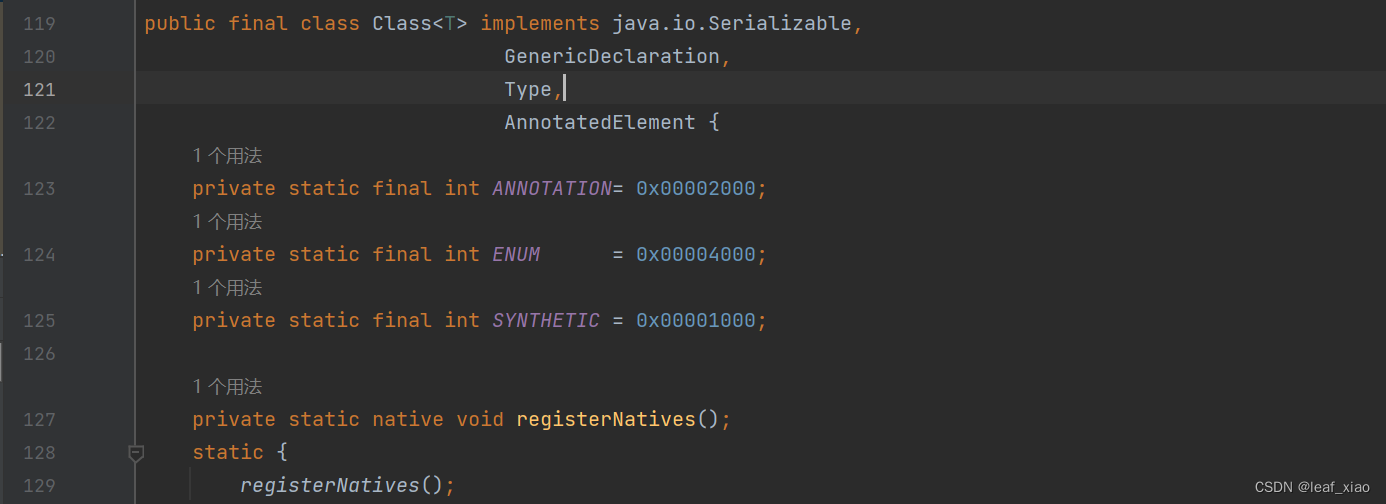 119 public final class Class<T> implements java.io.Serializable,
120 GenericDeclaration,
121 Type,
122 AnnotatedElement {
1 个用法
123 private static final int ANNOTATION= 0x00002000;
1 个用法
124 private static final int ENUM      = 0x00004000;
1 个用法
125 private static final int SYNTHETIC = 0x00001000;
126
1 个用法
127 private static native void registerNatives();
128 static {
129 registerNatives();
CSDN @leaf_xiao